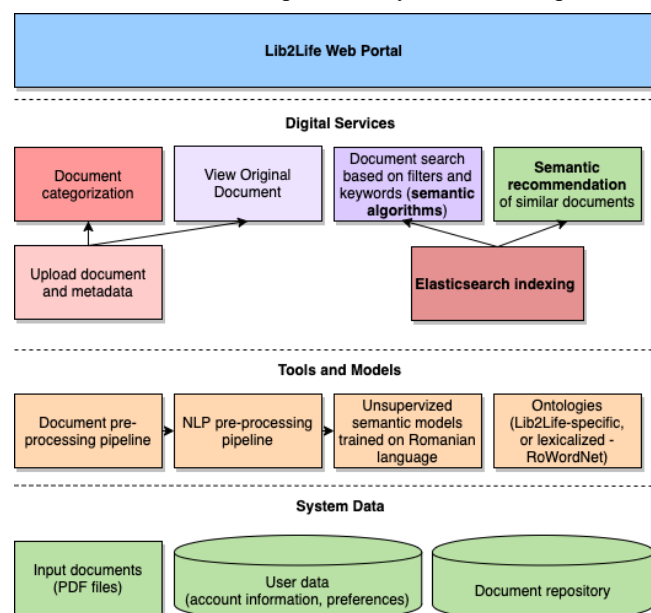 Lib2Life Web Portal
Digital Services
Document
categorization
View Original
Document
Document search
based on filters and
keywords (semantic
algorithms)
Semantic
recommendation
of similar documents
Upload document
and metadata
Elasticsearch indexing
Tools and Models
Document pre-
processing pipeline
NLP pre-processing
pipeline
Unsupervized
semantic models
trained on Romanian
language
Ontologies
(Lib2Life-specific,
or lexicalized -
RoWordNet)
System Data
Input documents
(PDF files)
User data
(account information, preferences)
Document repository